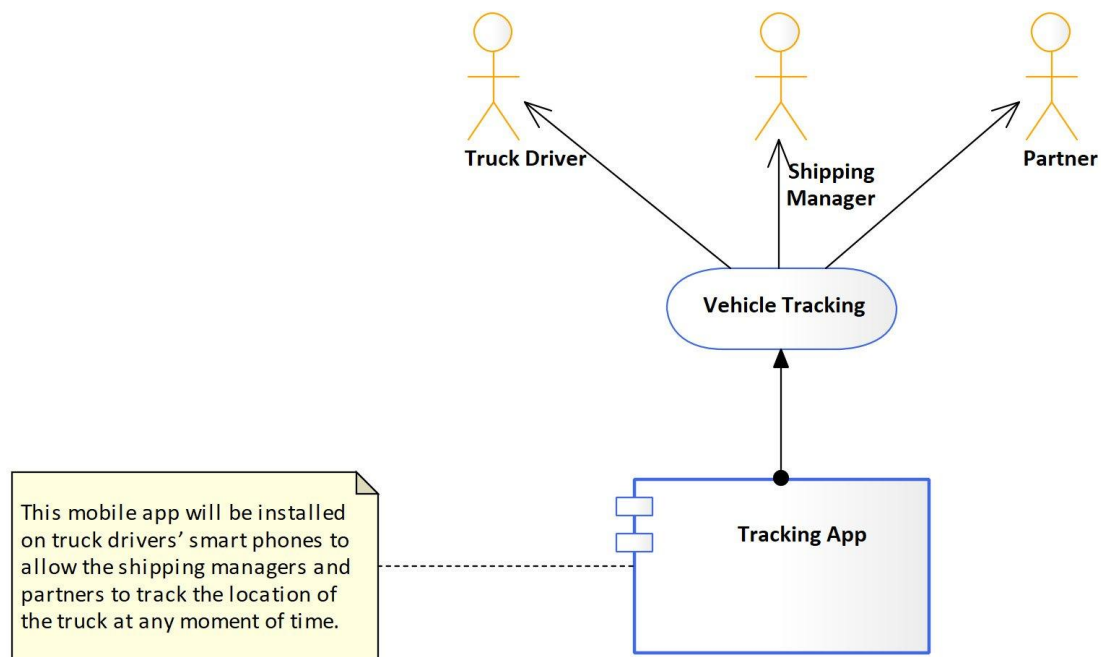 Truck Driver
Shipping
Manager
Partner
Vehicle Tracking
Tracking App
This mobile app will be installed
on truck drivers’ smart phones to
allow the shipping managers and
partners to track the location of
the truck at any moment of time.